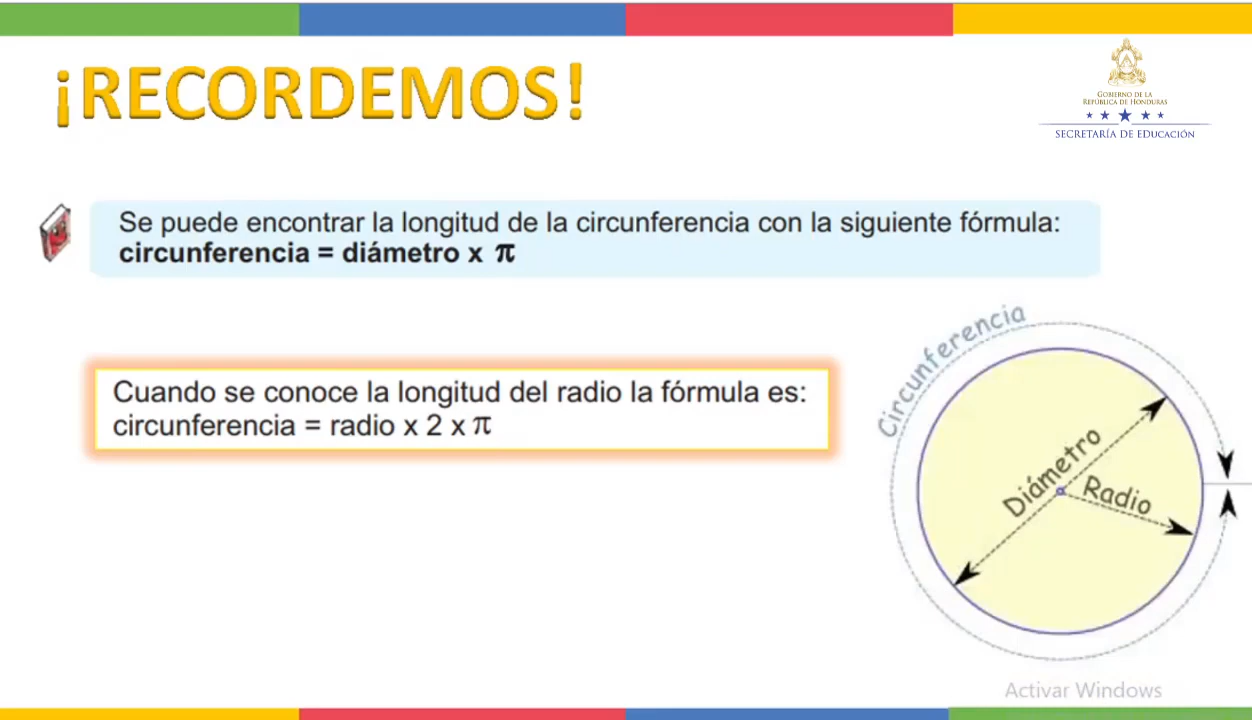 ¡RECORDEMOS!
GOBIERNO DE LA
REPÚBLICA DE HONDURAS
SECRETARÍA DE EDUCACIÓN
Se puede encontrar la longitud de la circunferencia con la siguiente fórmula:
circunferencia = diámetro x π
Cuando se conoce la longitud del radio la fórmula es:
circunferencia = radio x 2 x π
Circunferencia
Diámetro
Radio
Activar Windows